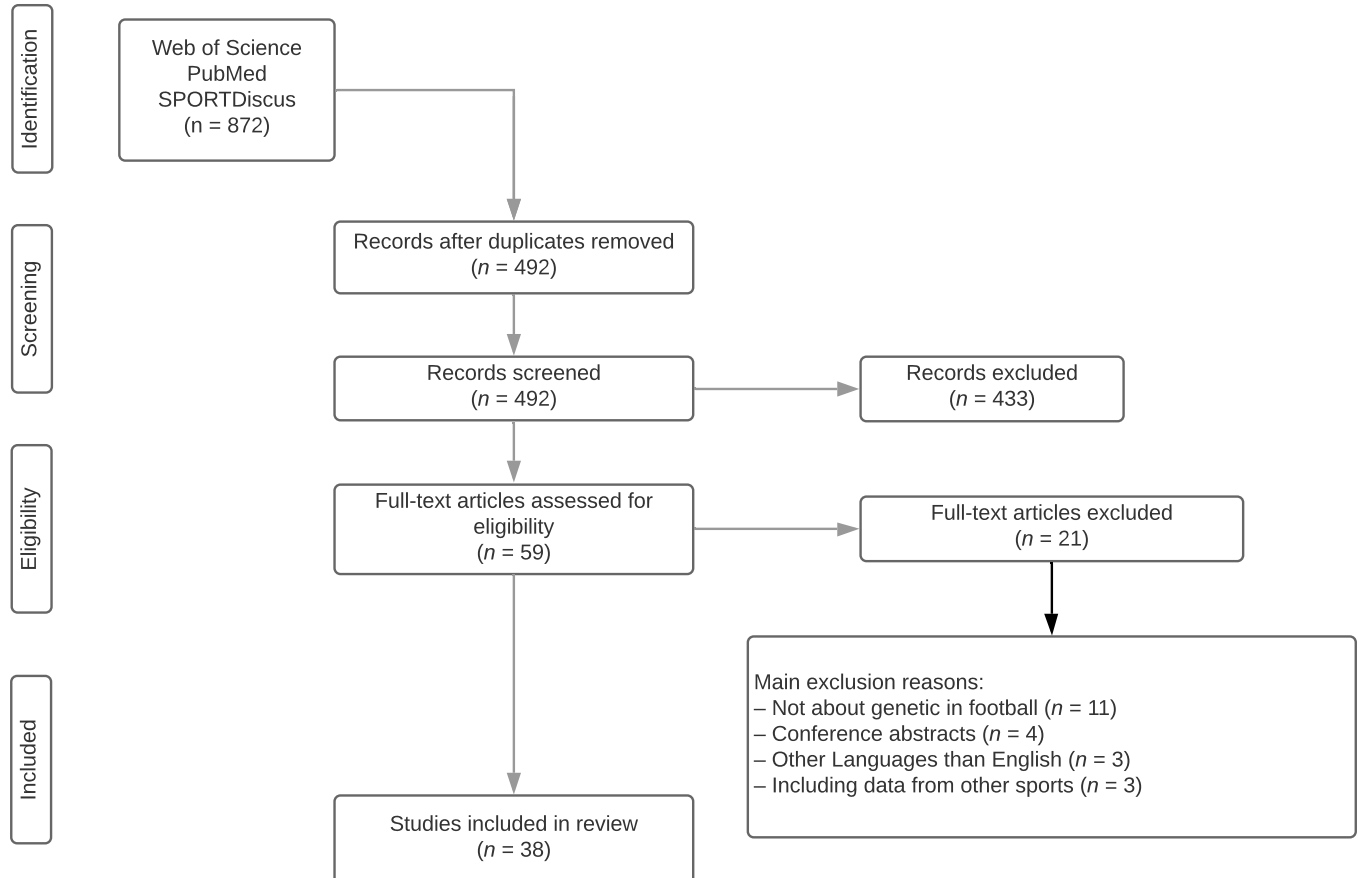 Identification
Web of Science
PubMed
SPORTDiscus
(n = 872)
Screening
Records after duplicates removed
(n = 492)
Records screened
(n = 492)
Records excluded
(n = 433)
Eligibility
Full-text articles assessed for
eligibility
(n = 59)
Full-text articles excluded
(n = 21)
Main exclusion reasons:
– Not about genetic in football (n = 11)
– Conference abstracts (n = 4)
– Other Languages than English (n = 3)
– Including data from other sports (n = 3)
Included
Studies included in review
(n = 38)